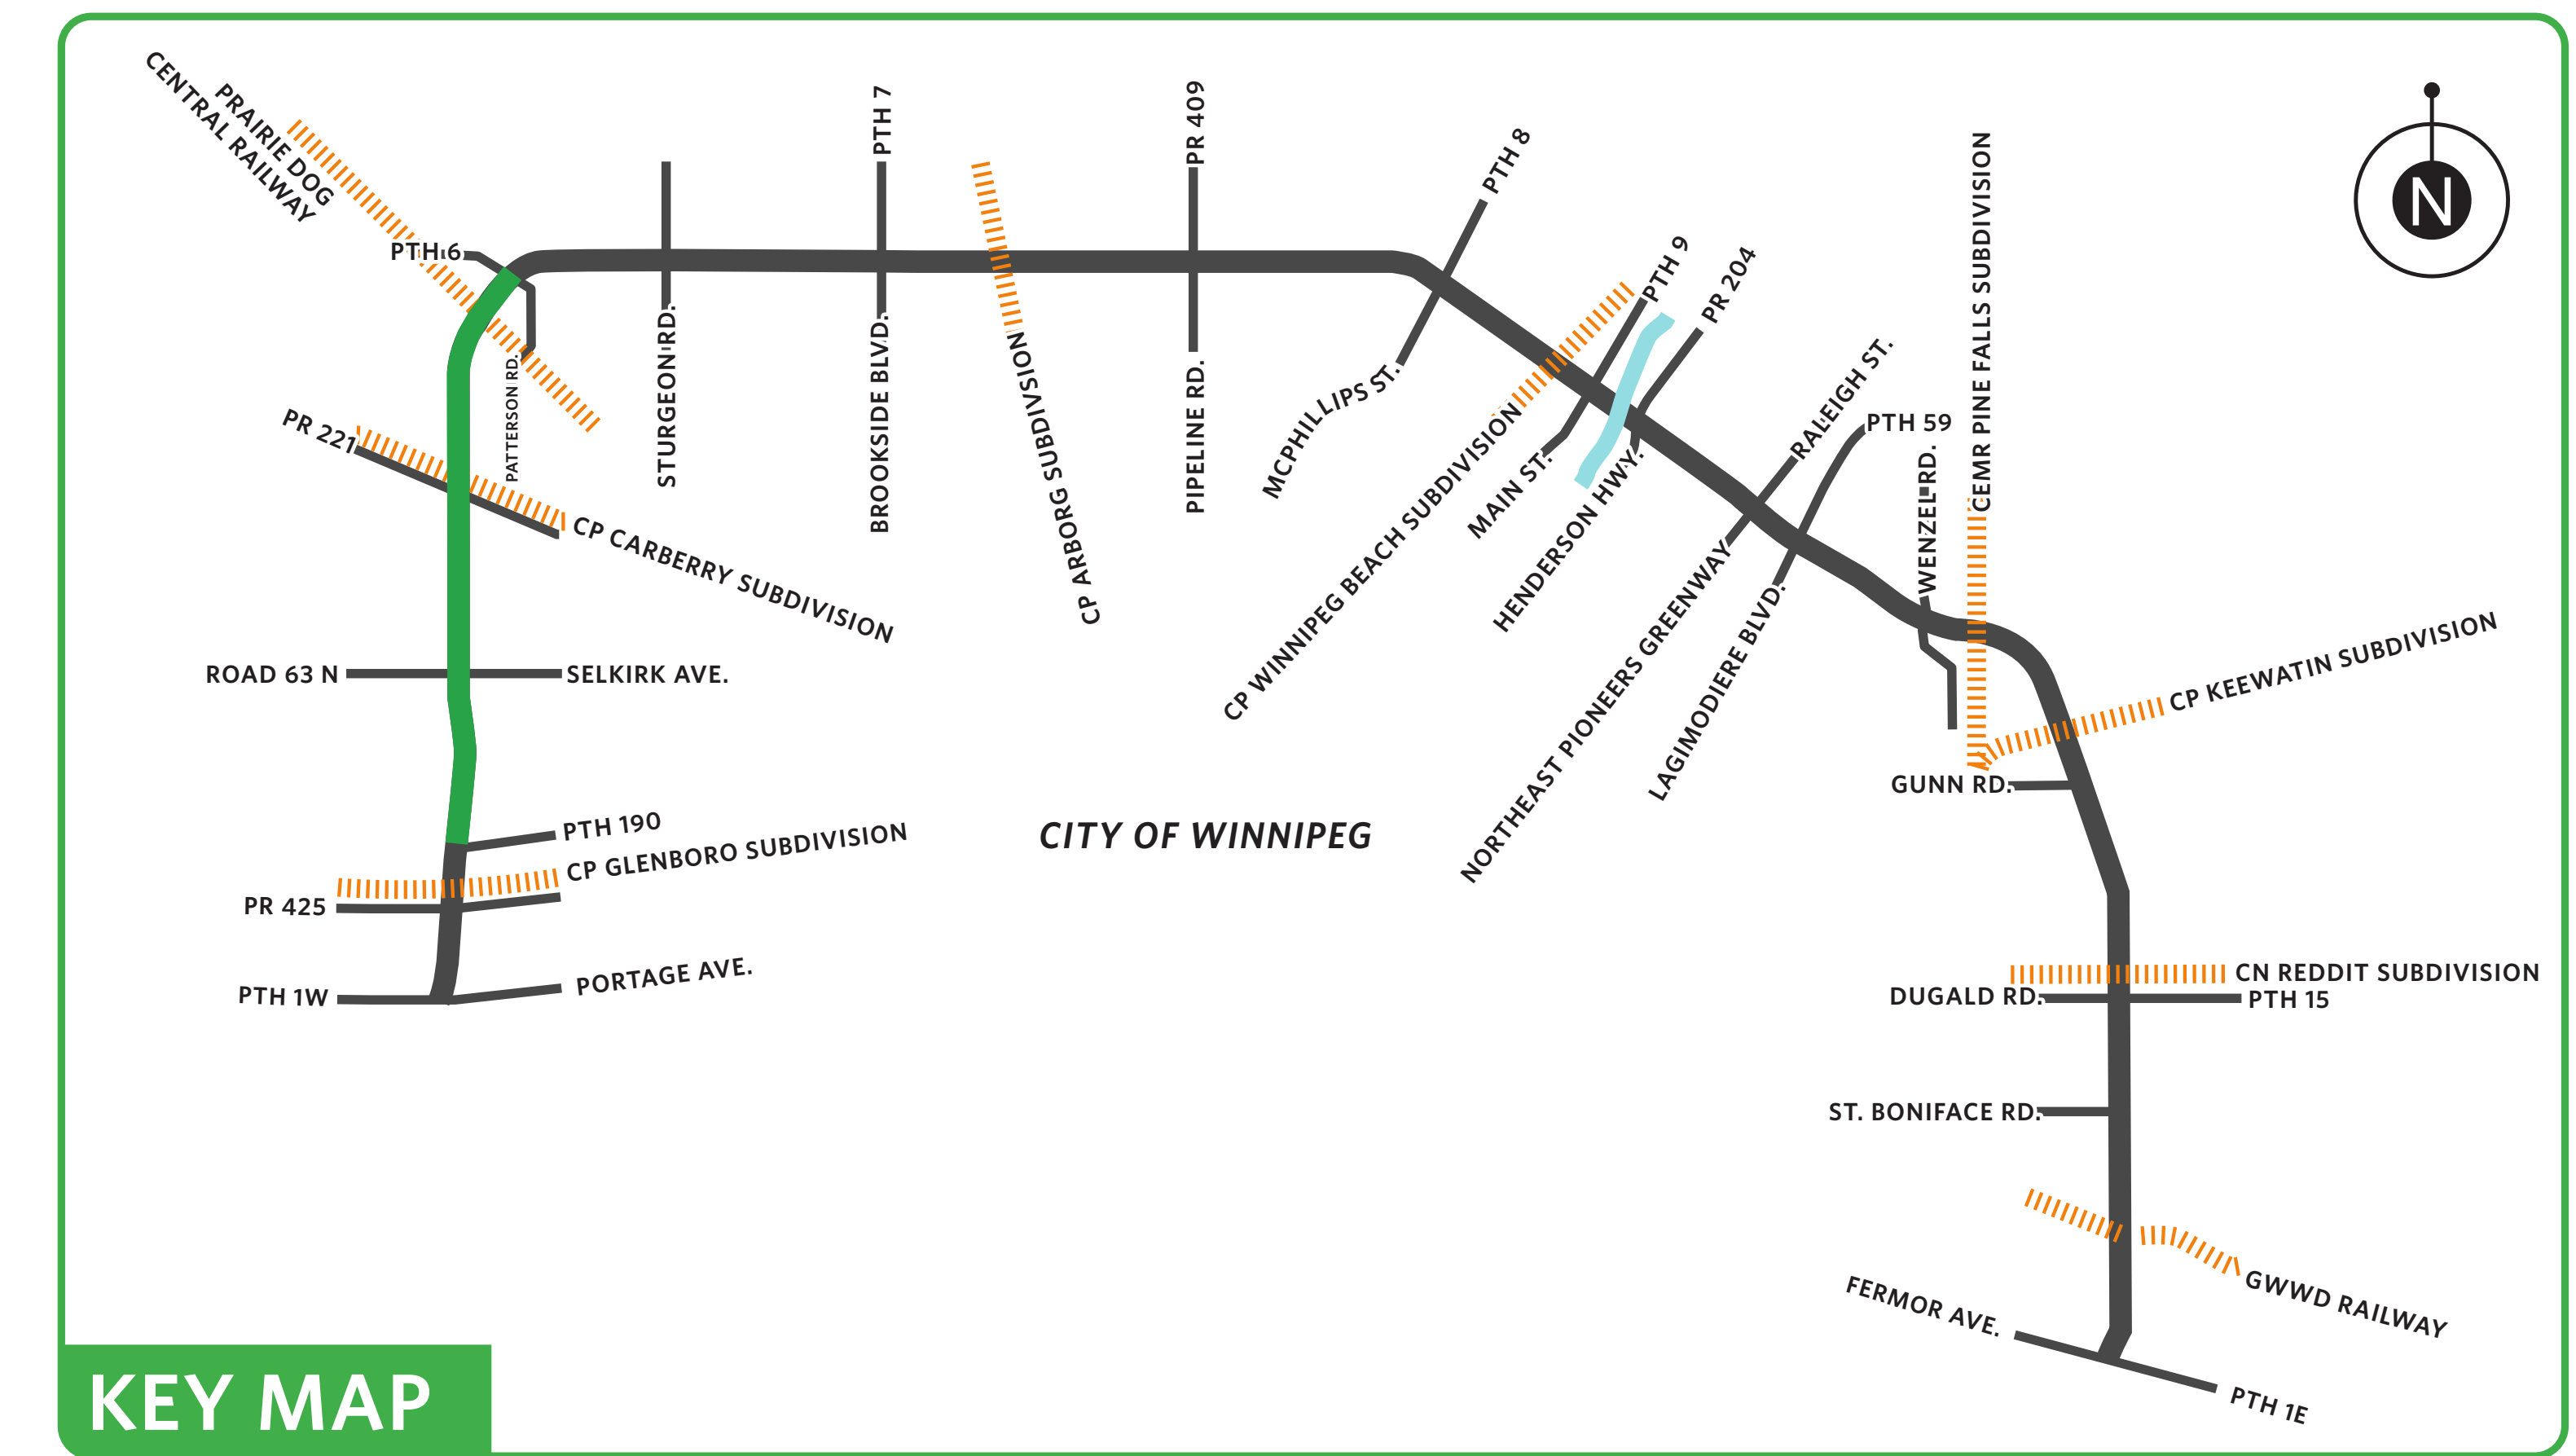 PRAIRIE DOG
CENTRAL RAILWAY
PTH 6
PATTERSON RD.
STURGEON RD.
PTH 7
BROOKSIDE BLVD.
CP ARBORG SUBDIVISION
PR 409
PIPELINE RD.
PTH 8
MCPHILLIPS ST.
CP WINNIPEG BEACH SUBDIVISION
PTH 9
MAIN ST.
PR 204
HENDERSON HWY.
RALEIGH ST.
NORTHEAST PIONEERS GREENWAY
PTH 59
LAGIMODIERE BLVD.
WENZEL RD.
CEMR PINE FALLS SUBDIVISION
N
PR 221
CP CARBERRY SUBDIVISION
ROAD 63 N
SELKIRK AVE.
PTH 190
CP GLENBORO SUBDIVISION
PR 425
PTH 1W
PORTAGE AVE.
CITY OF WINNIPEG
CP KEEWATIN SUBDIVISION
GUNN RD.
CN REDDIT SUBDIVISION
DUGALD RD.
PTH 15
ST. BONIFACE RD.
GWWD RAILWAY
FERMOR AVE.
PTH 1E
KEY MAP